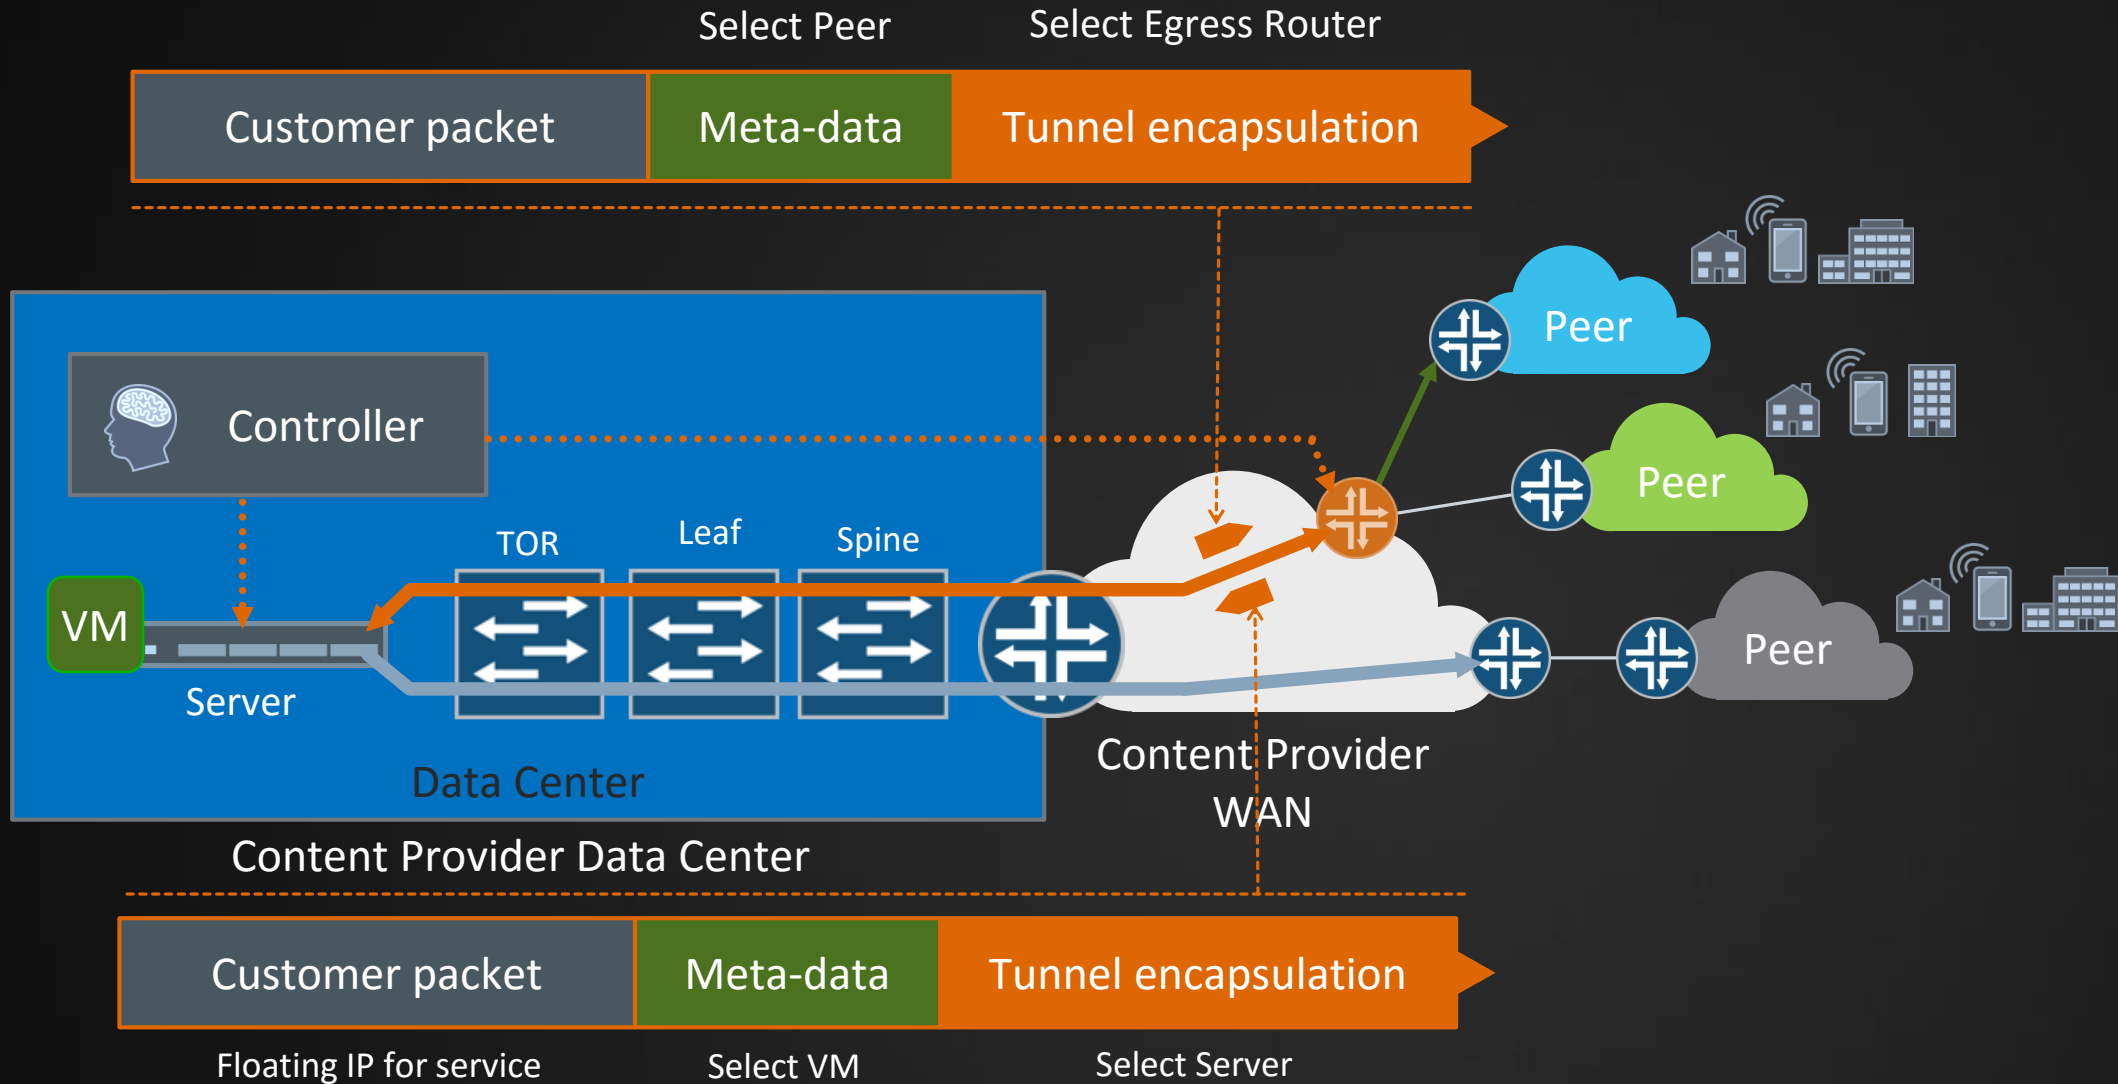 Select Peer
Select Egress Router
Customer packet
Meta-data
Tunnel encapsulation
Peer
Controller
Peer
TOR
Leaf
Spine
VM
Peer
Server
Content Provider
WAN
Data Center
Content Provider Data Center
Customer packet
Meta-data
Tunnel encapsulation
Floating IP for service
Select VM
Select Server